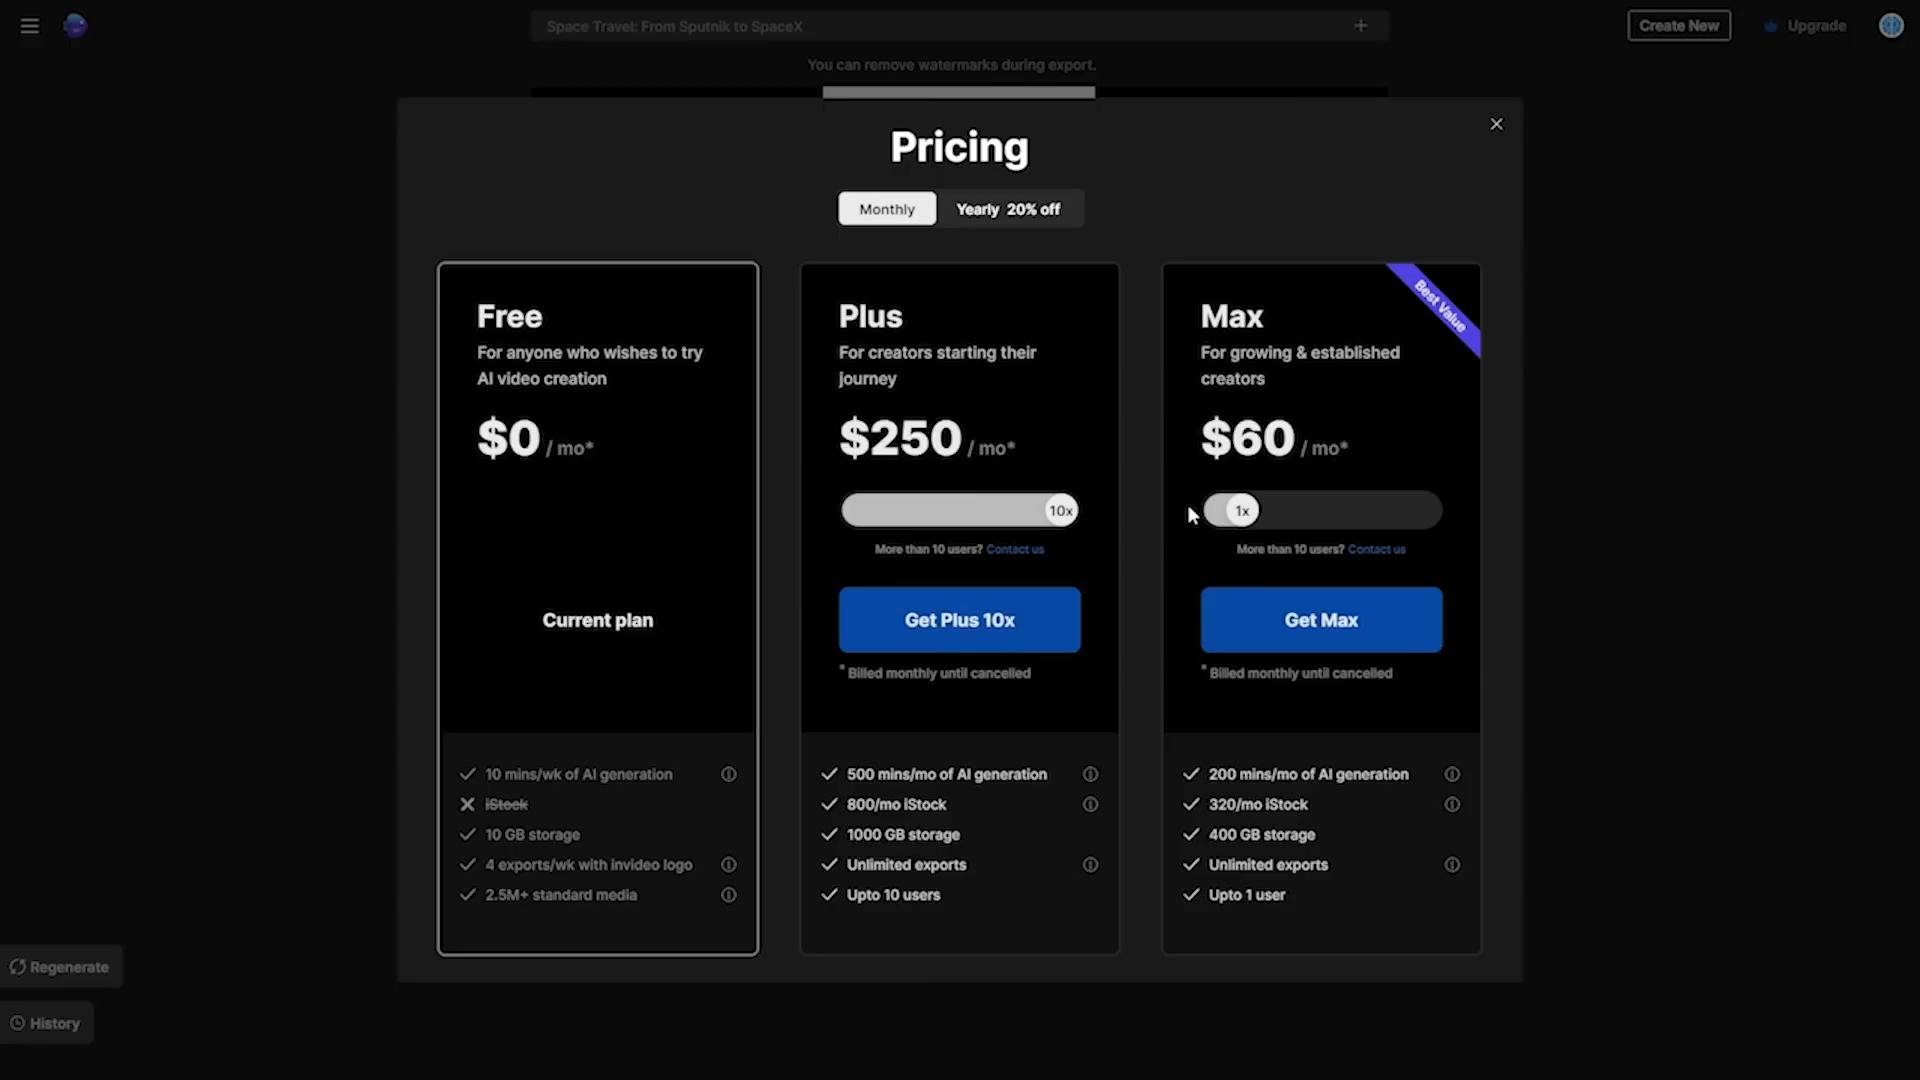 Space Travel: From Sputnik to SpaceX
Create New
Upgrade
You can remove watermarks during export.
Pricing
Monthly
Yearly 20% off
Free
For anyone who wishes to try
AI video creation
$0 / mo*
Current plan
10 mins/wk of AI generation
iStock
10 GB storage
4 exports/wk with invideo logo
2.5M+ standard media
Plus
For creators starting their
journey
$250 / mo*
10x
More than 10 users? Contact us
Get Plus 10x
* Billed monthly until cancelled
500 mins/mo of AI generation
800/mo iStock
1000 GB storage
Unlimited exports
Upto 10 users
Best Value
Max
For growing & established
creators
$60 / mo*
1x
More than 10 users? Contact us
Get Max
* Billed monthly until cancelled
200 mins/mo of AI generation
320/mo iStock
400 GB storage
Unlimited exports
Upto 1 user
Regenerate
History